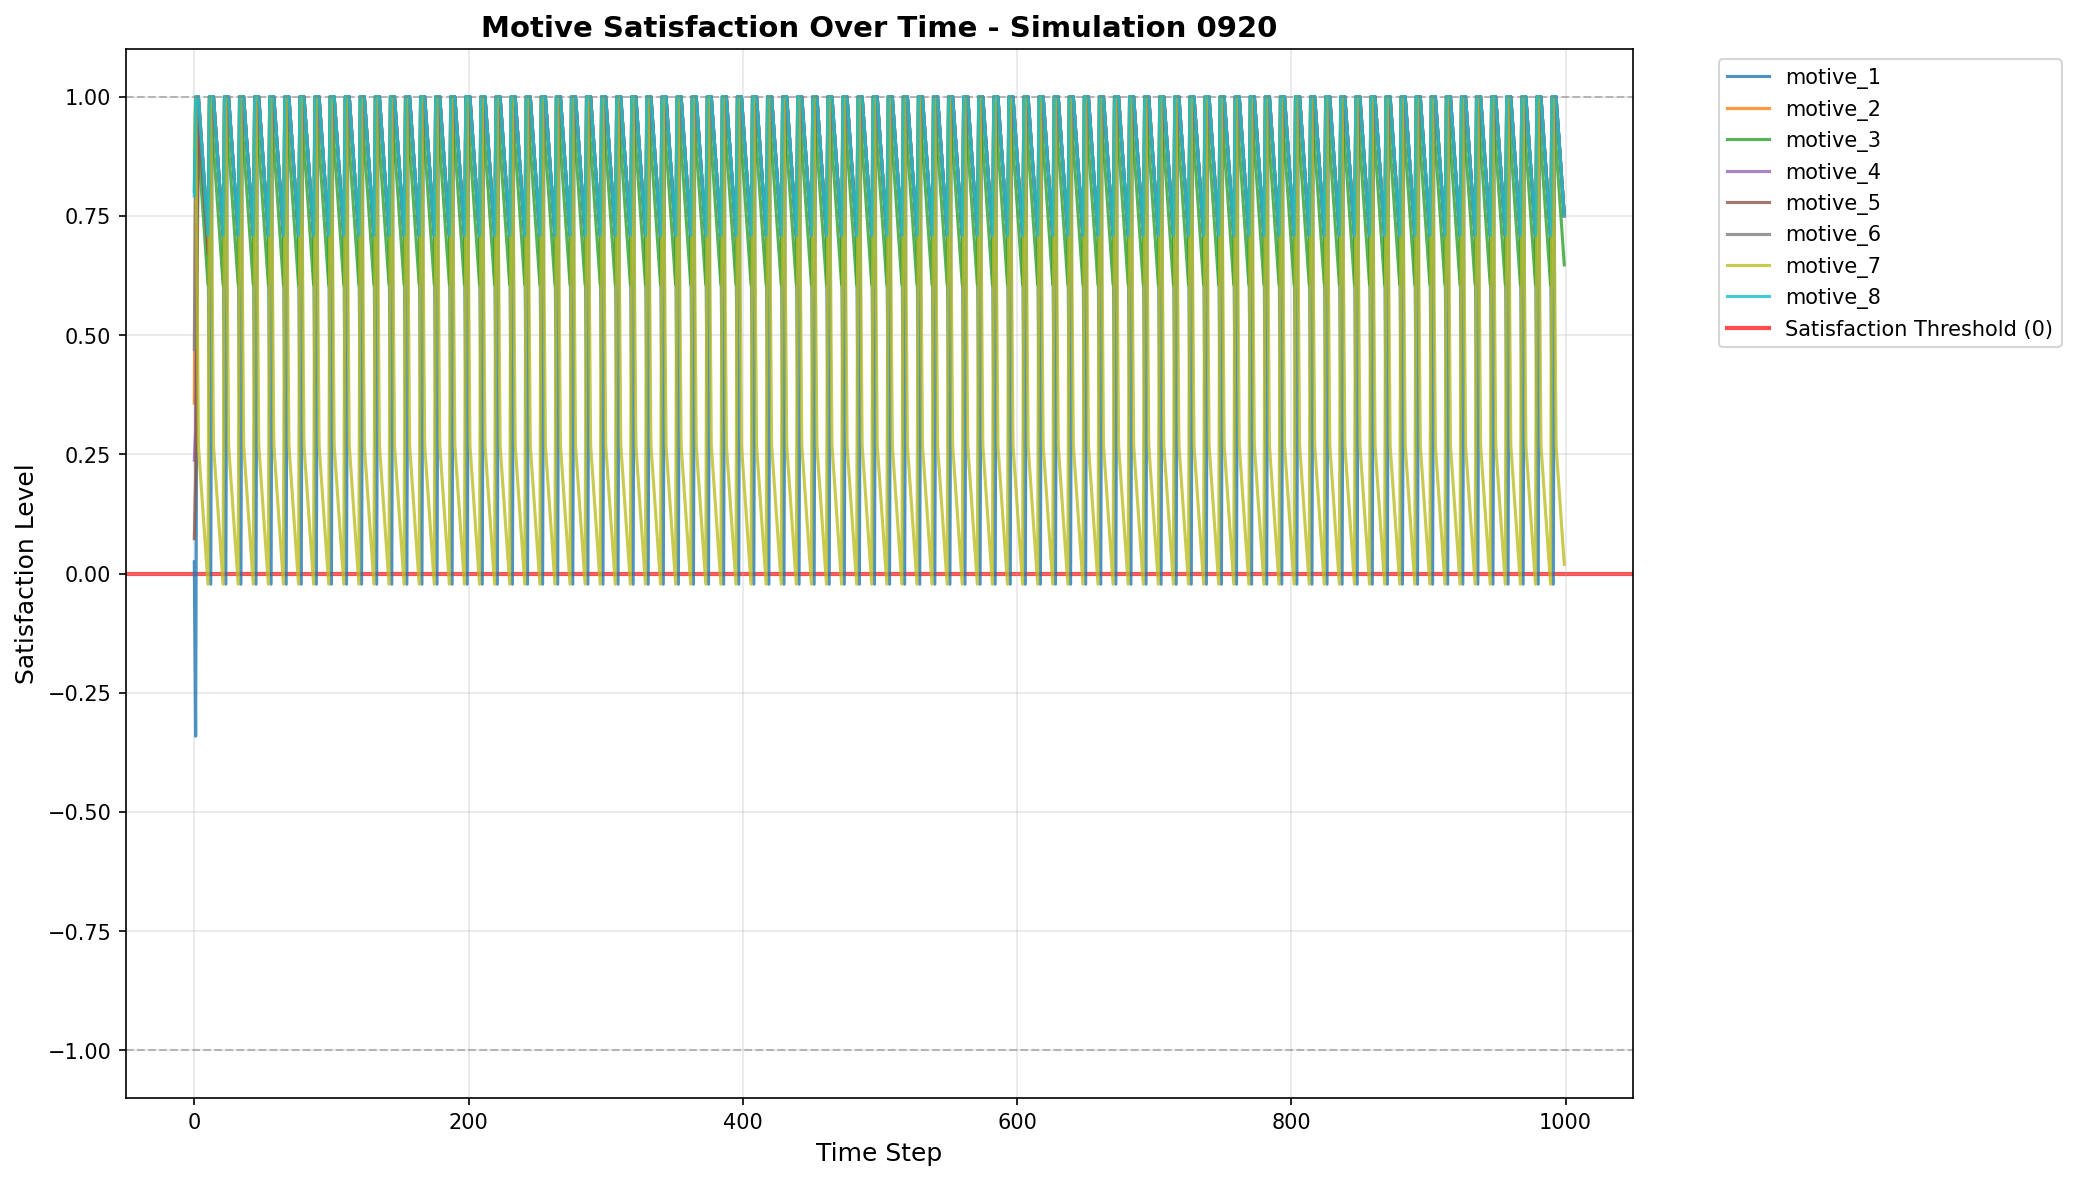 Motive Satisfaction Over Time - Simulation 0920
1.00
0.75
0.50
0.25
0.00
−0.25
−0.50
−0.75
−1.00
Satisfaction Level
0
200
400
600
800
1000
Time Step
motive_1
motive_2
motive_3
motive_4
motive_5
motive_6
motive_7
motive_8
Satisfaction Threshold (0)